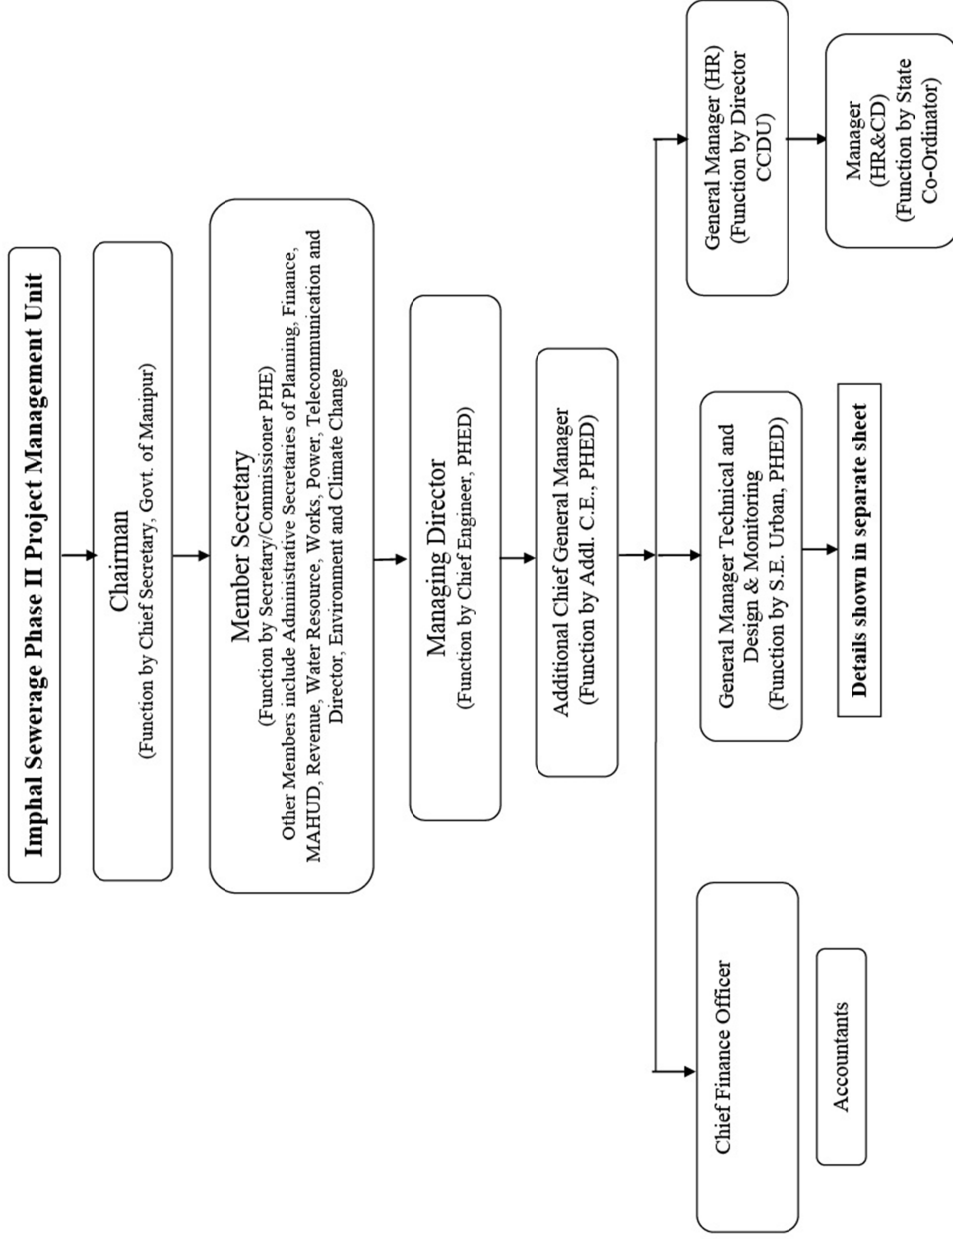 Imphal Sewerage Phase II Project Management Unit
Chairman
(Function by Chief Secretary, Govt. of Manipur)
Member Secretary
(Function by Secretary/Commissioner PHE)
Other Members include Administrative Secretaries of Planning, Finance,
MAHUD, Revenue, Water Resource, Works, Power, Telecommunication and
Director, Environment and Climate Change
Managing Director
(Function by Chief Engineer, PHED)
Additional Chief General Manager
(Function by Addl. C.E., PHED)
Chief Finance Officer
Accountants
General Manager Technical and
Design & Monitoring
(Function by S.E. Urban, PHED)
Details shown in separate sheet
General Manager (HR)
(Function by Director
CCDU)
Manager
(HR&CD)
(Function by State
Co-Ordinator)